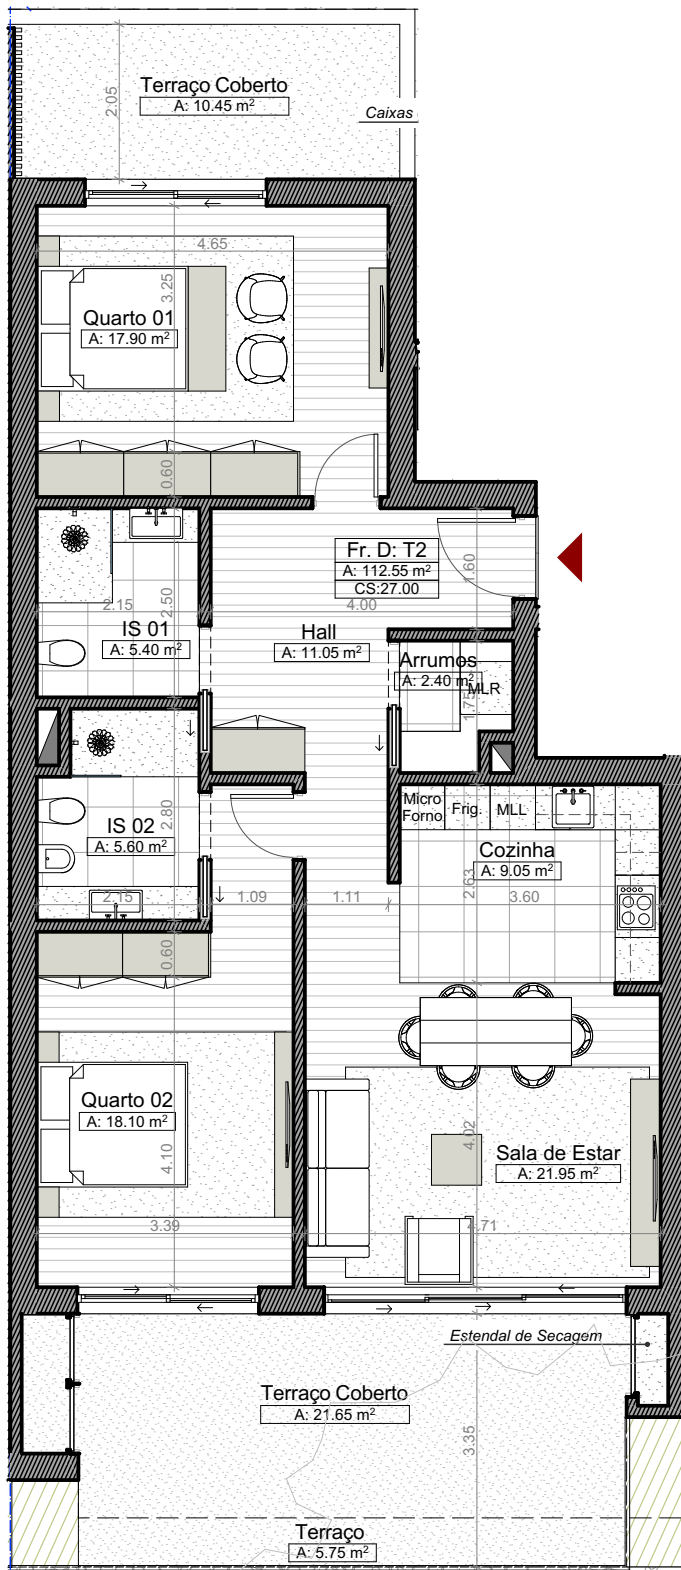 Terraço Coberto
A: 10.45 m²
2.05
Caixas
4.65
3.25
Quarto 01
A: 17.90 m²
0.60
Fr. D: T2
A: 112.55 m²
CS:27.00
1.60
4.00
2.15
2.50
IS 01
A: 5.40 m²
Hall
A: 11.05 m²
Arrumos
A: 2.40 m²
MLR
1.75
Micro
Forno
Frig.
MLL
IS 02
A: 5.60 m²
2.80
Cozinha
A: 9.05 m²
2.63
2.15
1.09
1.11
3.60
0.60
Quarto 02
A: 18.10 m²
4.10
4.02
Sala de Estar
A: 21.95 m²
3.39
4.71
Estendal de Secagem
Terraço Coberto
A: 21.65 m²
3.35
Terraço
A: 5.75 m²